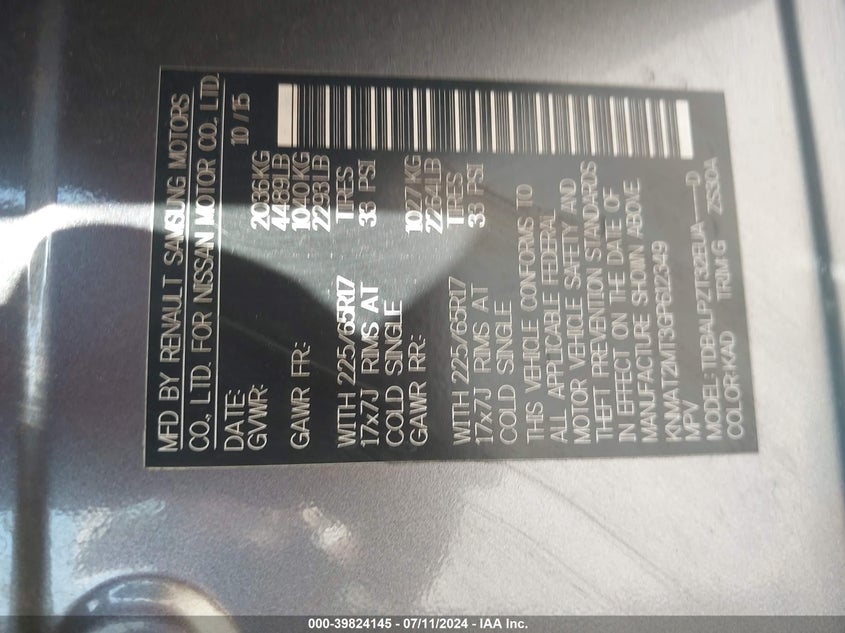 MFD BY RENAULT SAMSUNG MOTORS
CO., LTD. FOR NISSAN MOTOR CO., LTD.
DATE: 10/15
GVWR: 2036KG
4489LB
GAWR FR: 1040KG
2293LB
WITH 225/65R17 TIRES
17x7J RIMS AT 33 PSI
COLD SINGLE
GAWR RR: 1027KG
2264LB
WITH 225/65R17 TIRES
17x7J RIMS AT 33 PSI
COLD SINGLE
THIS VEHICLE CONFORMS TO
ALL APPLICABLE FEDERAL
MOTOR VEHICLE SAFETY AND
THEFT PREVENTION STANDARDS
IN EFFECT ON THE DATE OF
MANUFACTURE SHOWN ABOVE
KNMAT2MT3GP612349
MPV
MODEL: D
COLOR:KAD TRIM:G 2S30A
000-39824145 - 07/11/2024 - IAA Inc.